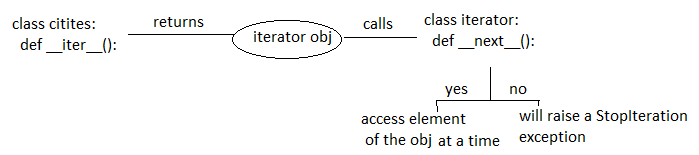 class citites:
def __iter__():
returns
iterator obj
calls
class iterator:
def __next__():
yes
no
access element
of the obj at a time
will raise a StopIteration
exception